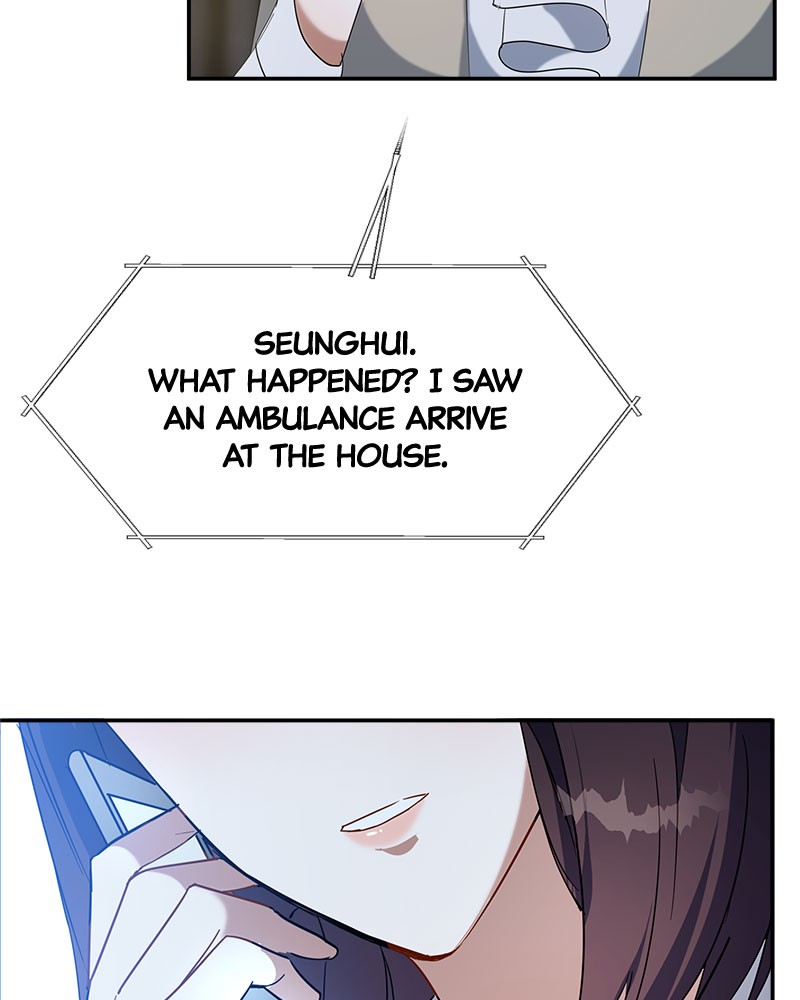 SEUNGHUI.
WHAT HAPPENED? I SAW
AN AMBULANCE ARRIVE
AT THE HOUSE.